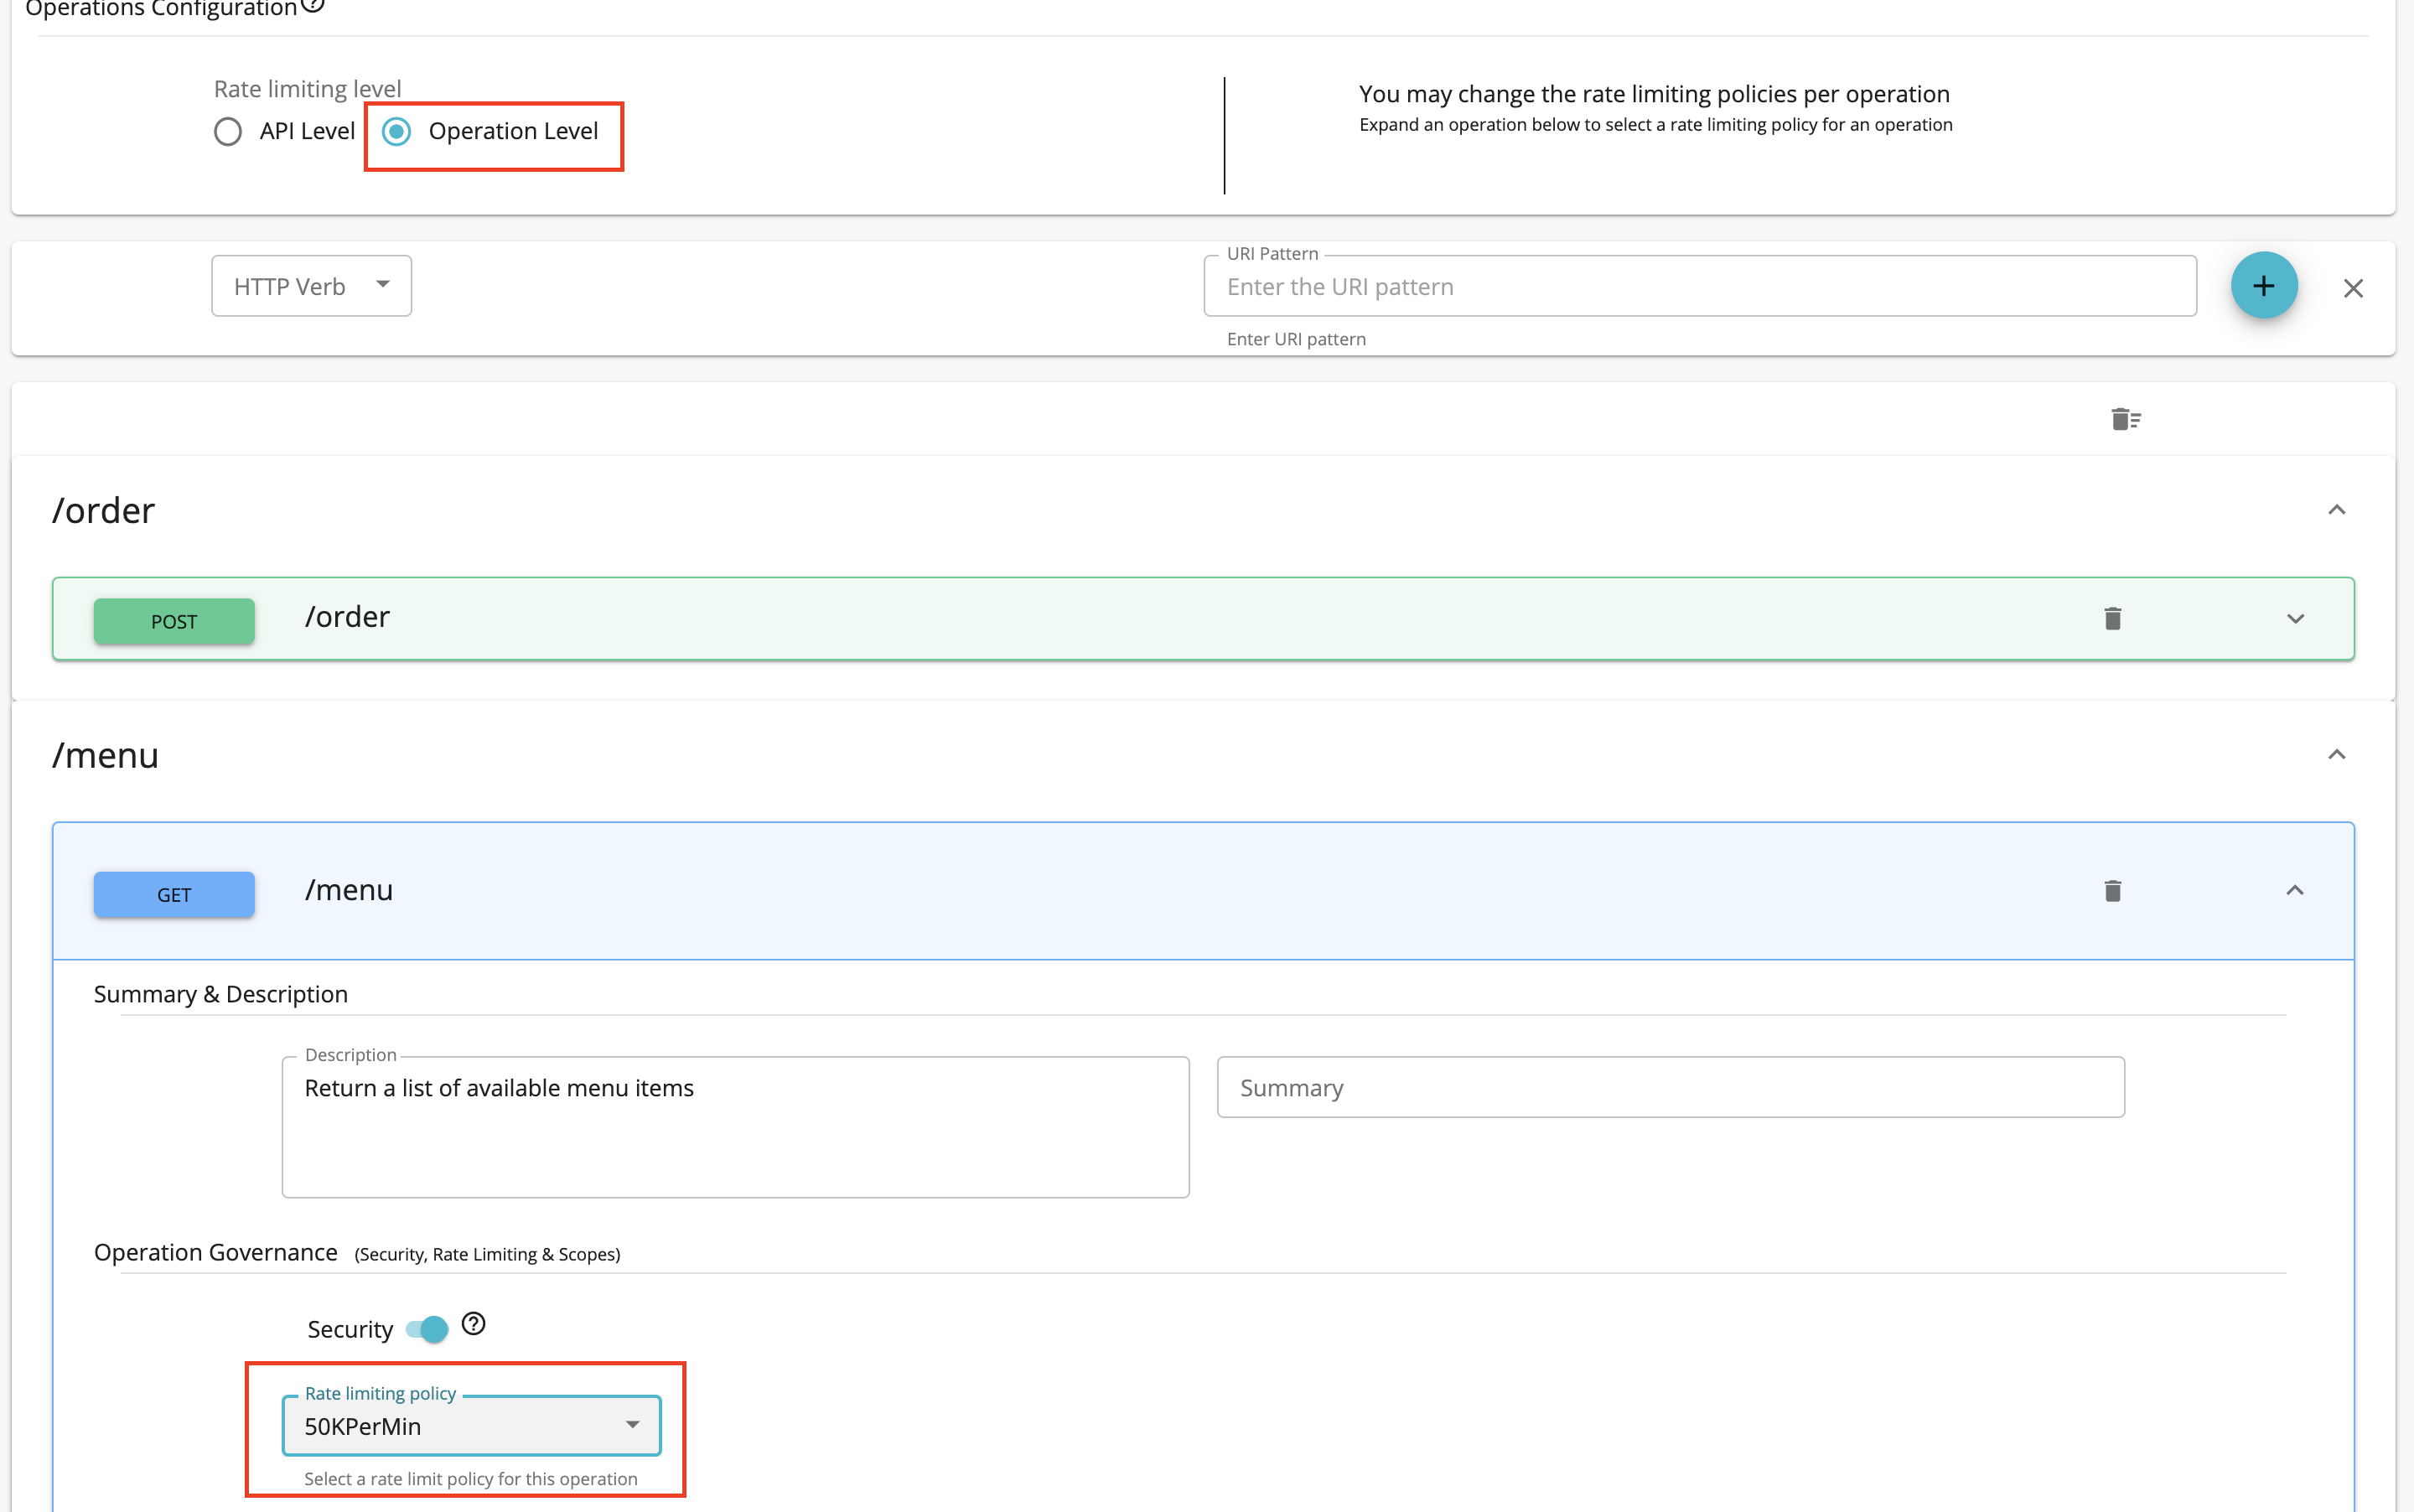 Operations Configuration
Rate limiting level
API Level
Operation Level
You may change the rate limiting policies per operation
Expand an operation below to select a rate limiting policy for an operation
HTTP Verb
URI Pattern
Enter the URI pattern
Enter URI pattern
/order
POST
/order
/menu
GET
/menu
Summary & Description
Description
Return a list of available menu items
Summary
Operation Governance (Security, Rate Limiting & Scopes)
Security
Rate limiting policy
50KPerMin
Select a rate limit policy for this operation